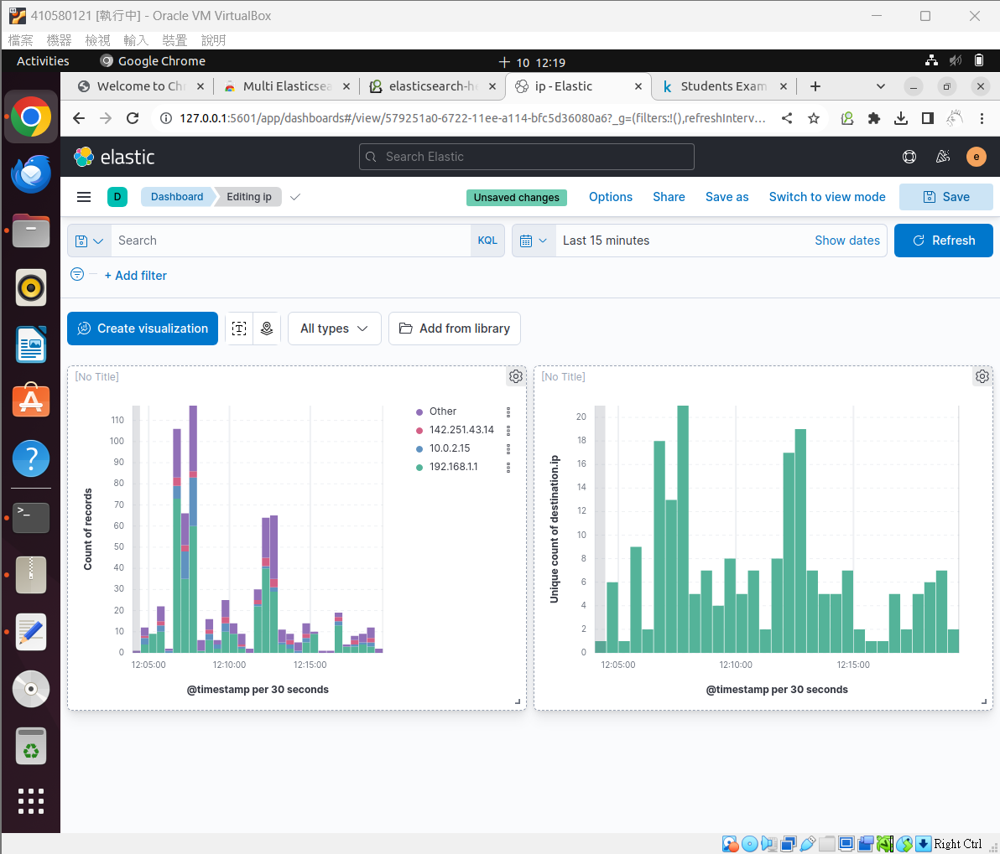 410580121 [執行中] - Oracle VM VirtualBox
檔案 機器 檢視 輸入 裝置 說明
Activities Google Chrome 10 12:19
Welcome to Ch Multi Elasticsea elasticsearch-he ip - Elastic Students Exam
127.0.0.1:5601/app/dashboards#/view/579251a0-6722-11ee-a114-bfc5d36080a6?_g=(filters:!(),refreshInterv...
elastic Search Elastic e
D Dashboard Editing ip Unsaved changes Options Share Save as Switch to view mode Save
Search KQL Last 15 minutes Show dates Refresh
+ Add filter
Create visualization All types Add from library
[No Title]
Count of records
110
100
90
80
70
60
50
40
30
20
10
0
12:05:00 12:10:00 12:15:00
@timestamp per 30 seconds
Other
142.251.43.14
10.0.2.15
192.168.1.1
[No Title]
Unique count of destination.ip
20
18
16
14
12
10
8
6
4
2
0
12:05:00 12:10:00 12:15:00
@timestamp per 30 seconds
Right Ctrl